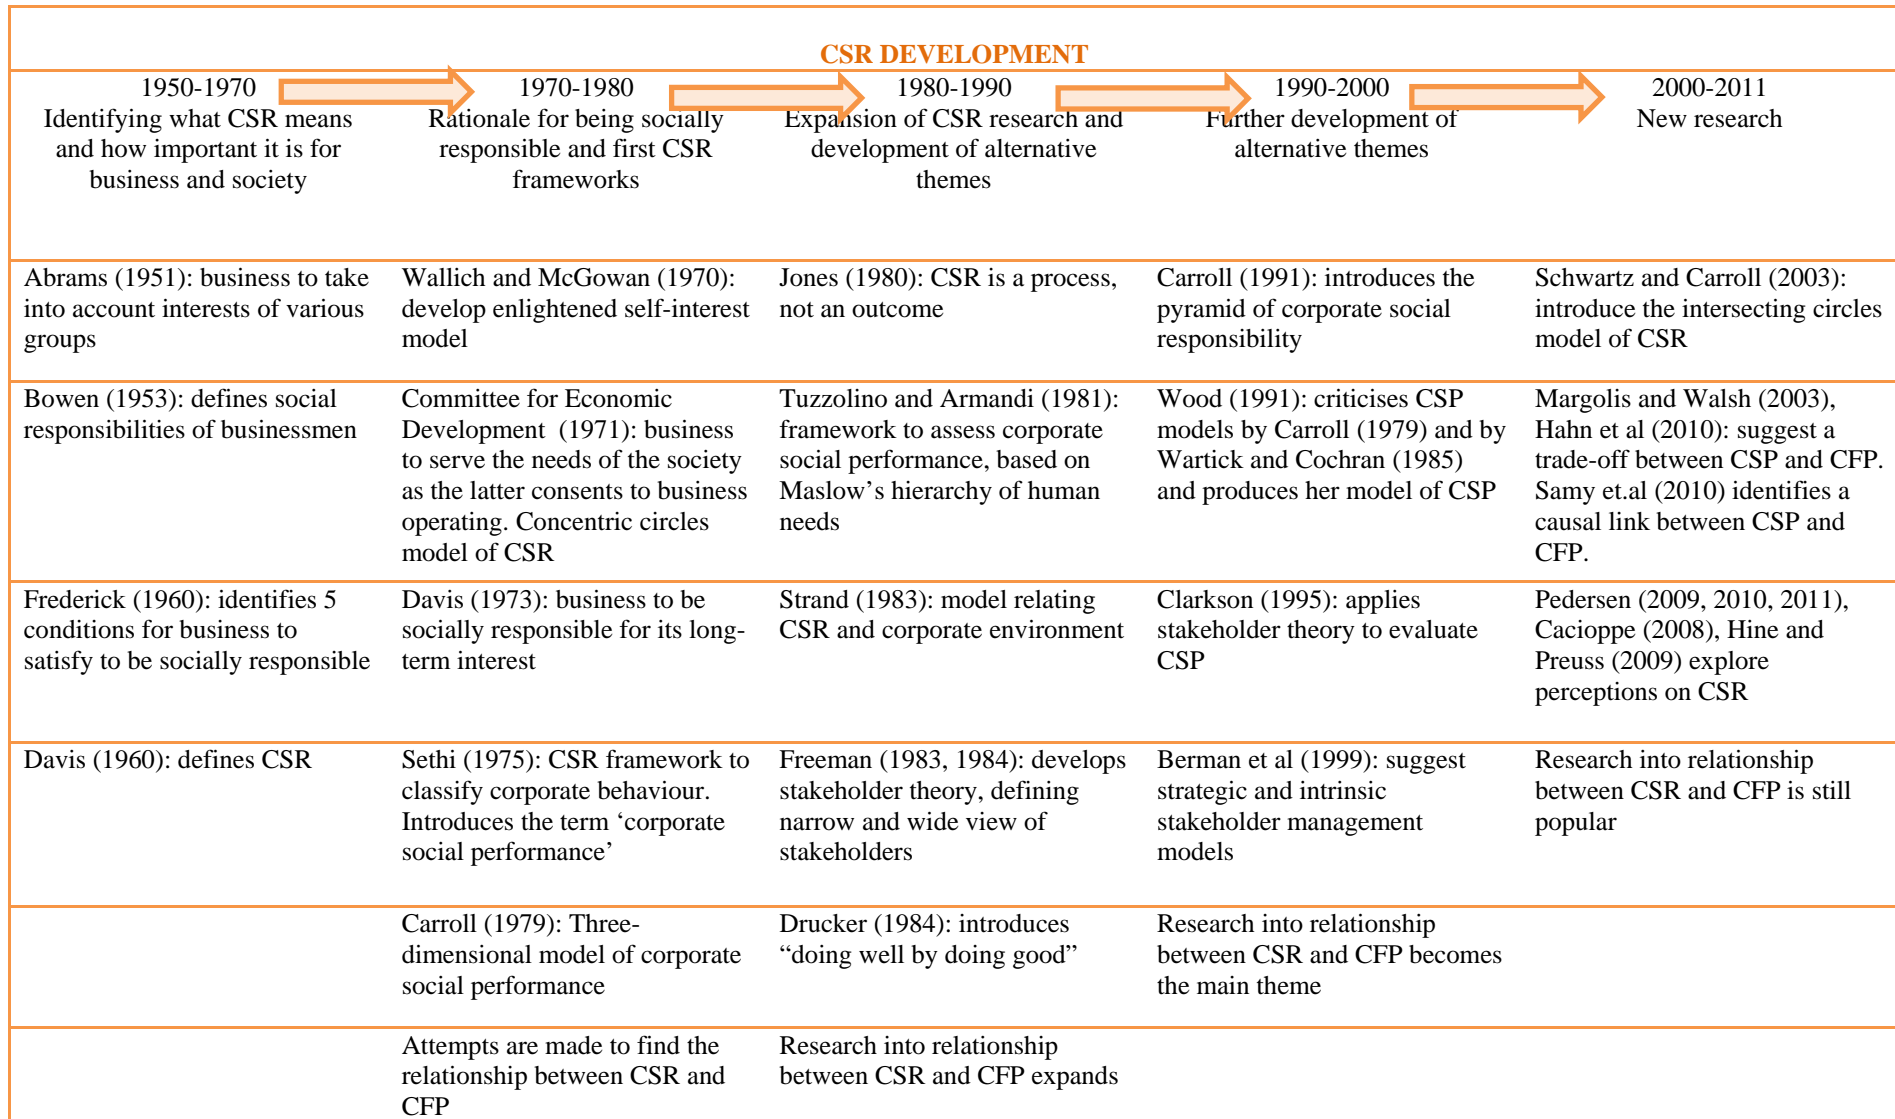 CSR DEVELOPMENT
1950-1970
Identifying what CSR means
and how important it is for
business and society
1970-1980
Rationale for being socially
responsible and first CSR
frameworks
1980-1990
Expansion of CSR research and
development of alternative
themes
1990-2000
Further development of
alternative themes
2000-2011
New research
Abrams (1951): business to take
into account interests of various
groups
Wallich and McGowan (1970):
develop enlightened self-interest
model
Jones (1980): CSR is a process,
not an outcome
Carroll (1991): introduces the
pyramid of corporate social
responsibility
Schwartz and Carroll (2003):
introduce the intersecting circles
model of CSR
Bowen (1953): defines social
responsibilities of businessmen
Committee for Economic
Development (1971): business
to serve the needs of the society
as the latter consents to business
operating. Concentric circles
model of CSR
Tuzzolino and Armandi (1981):
framework to assess corporate
social performance, based on
Maslow’s hierarchy of human
needs
Wood (1991): criticises CSP
models by Carroll (1979) and by
Wartick and Cochran (1985)
and produces her model of CSP
Margolis and Walsh (2003),
Hahn et al (2010): suggest a
trade-off between CSP and CFP.
Samy et.al (2010) identifies a
causal link between CSP and
CFP.
Frederick (1960): identifies 5
conditions for business to
satisfy to be socially responsible
Davis (1973): business to be
socially responsible for its long-
term interest
Strand (1983): model relating
CSR and corporate environment
Clarkson (1995): applies
stakeholder theory to evaluate
CSP
Pedersen (2009, 2010, 2011),
Cacioppe (2008), Hine and
Preuss (2009) explore
perceptions on CSR
Davis (1960): defines CSR
Sethi (1975): CSR framework to
classify corporate behaviour.
Introduces the term ‘corporate
social performance’
Freeman (1983, 1984): develops
stakeholder theory, defining
narrow and wide view of
stakeholders
Berman et al (1999): suggest
strategic and intrinsic
stakeholder management
models
Research into relationship
between CSR and CFP is still
popular
Carroll (1979): Three-
dimensional model of corporate
social performance
Drucker (1984): introduces
“doing well by doing good”
Research into relationship
between CSR and CFP becomes
the main theme
Attempts are made to find the
relationship between CSR and
CFP
Research into relationship
between CSR and CFP expands